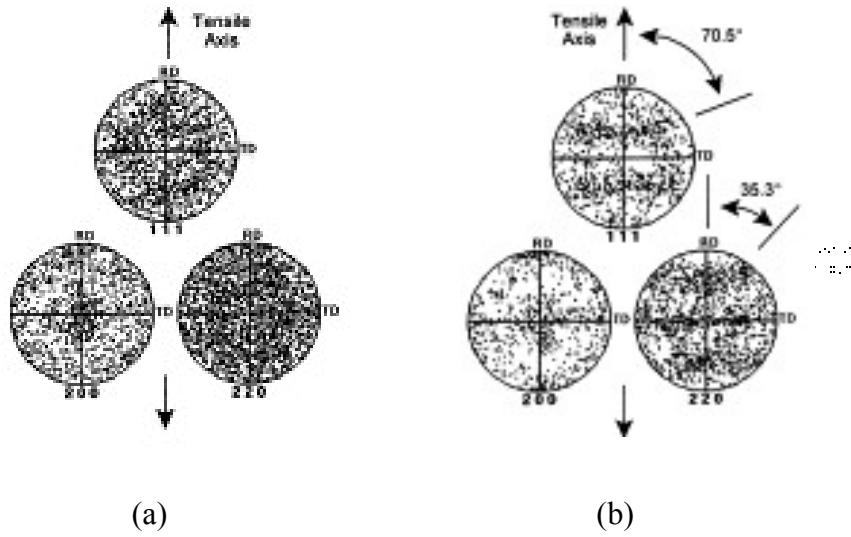 Tensile
Axis
RD
TD
111
RD
TD
200
RD
TD
220
(a)
Tensile
Axis
70.5°
RD
TD
111
35.3°
RD
TD
200
RD
TD
220
(b)